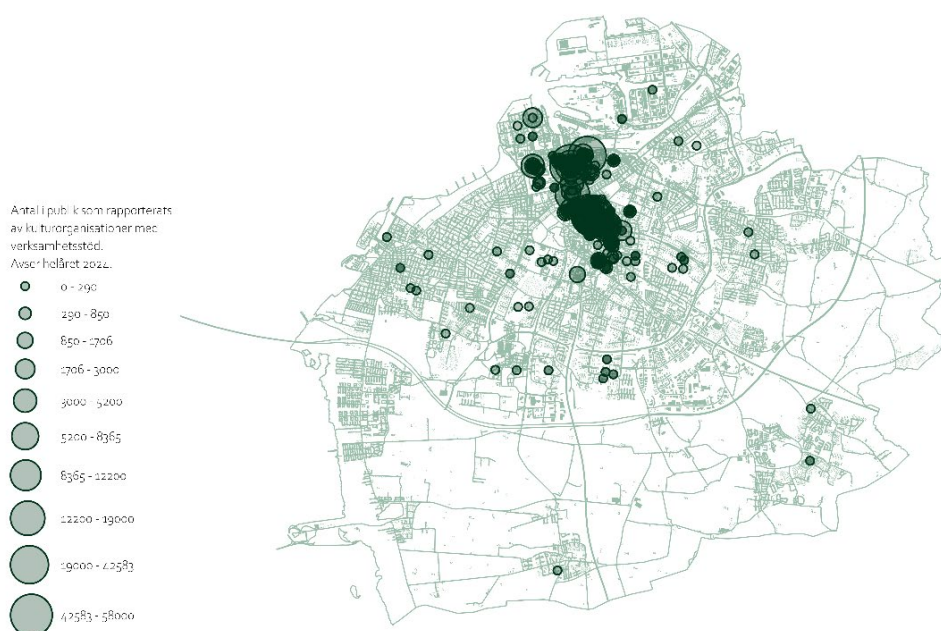 Antal i publik som rapporterats
av kulturorganisationer med
verksamhetsstöd.
Avser helåret 2024.
0 - 290
290 - 850
850 - 1706
1706 - 3000
3000 - 5200
5200 - 8365
8365 - 12200
12200 - 19000
19000 - 42583
42583 - 58000